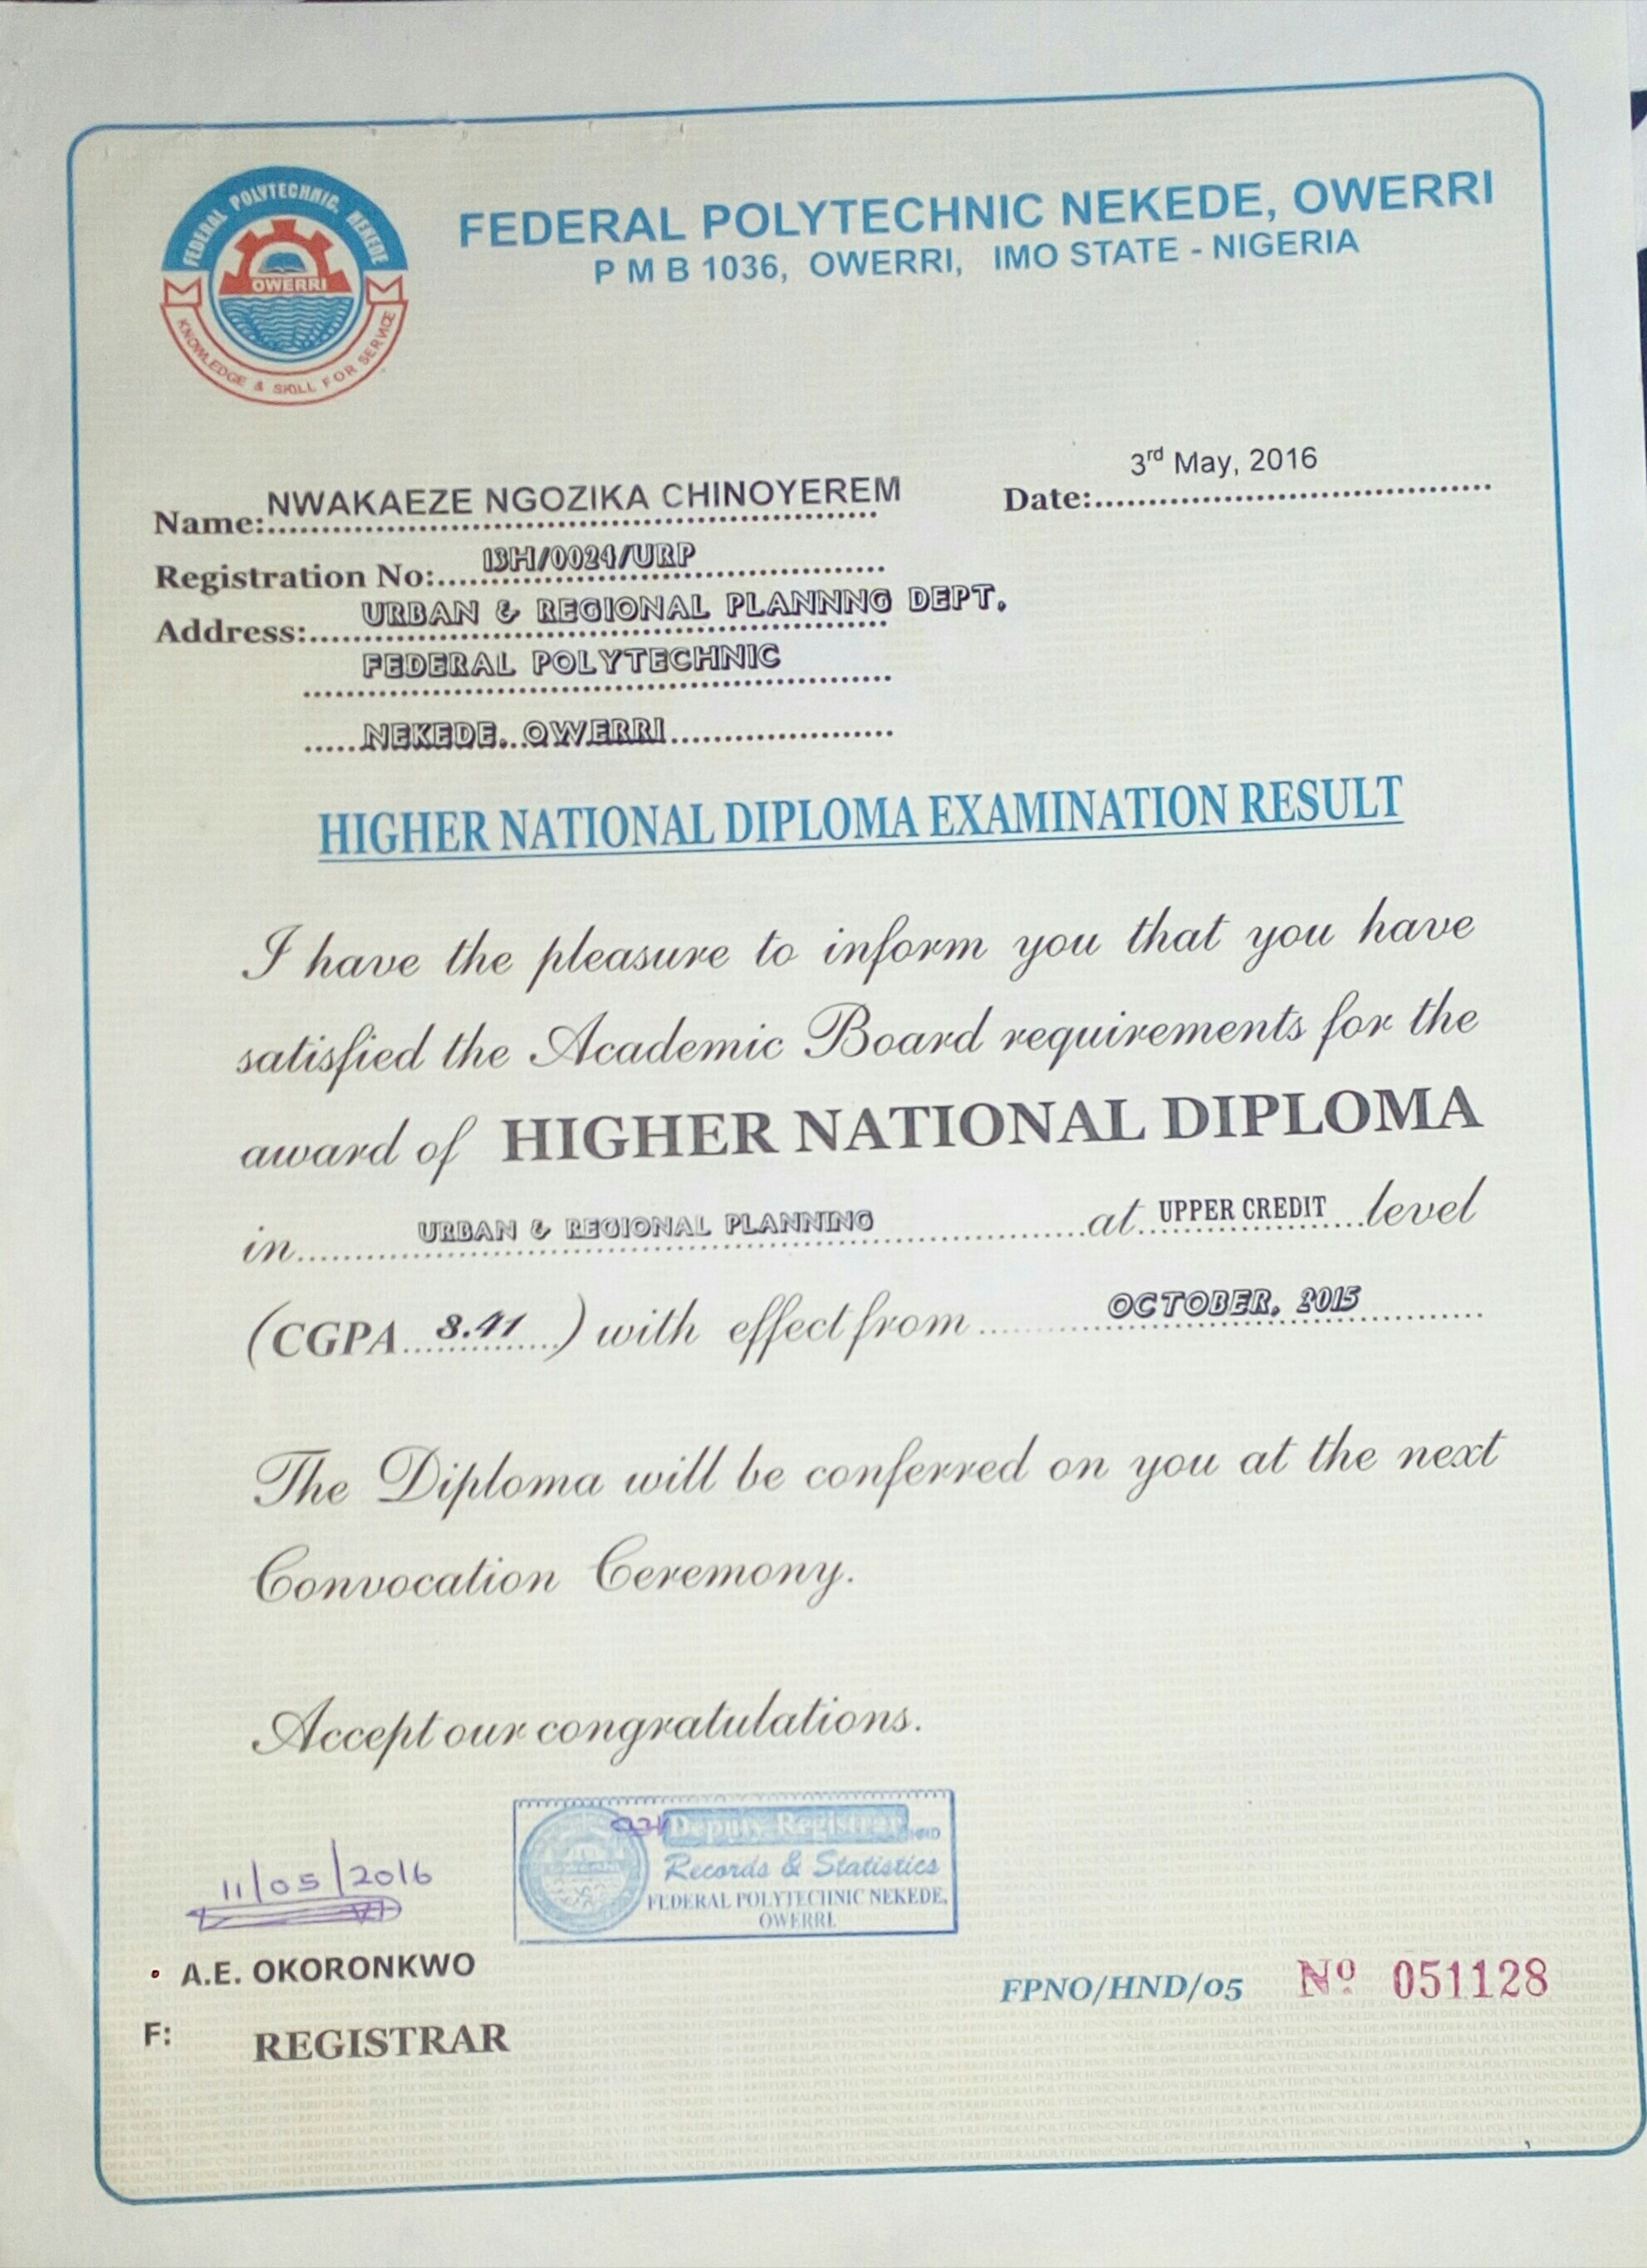 FEDERAL POLYTECHNIC, NEKEDE
OWERRI
KNOWLEDGE & SKILL FOR SERVICE
FEDERAL POLYTECHNIC NEKEDE, OWERRI
P M B 1036, OWERRI, IMO STATE - NIGERIA
3rd May, 2016
Date:
Name: NWAKAEZE NGOZIKA CHINOYEREM
Registration No: 13H/0024/URP
Address: URBAN & REGIONAL PLANNNG DEPT.
FEDERAL POLYTECHNIC
NEKEDE. OWERRI
HIGHER NATIONAL DIPLOMA EXAMINATION RESULT
I have the pleasure to inform you that you have
satisfied the Academic Board requirements for the
award of HIGHER NATIONAL DIPLOMA
in URBAN & REGIONAL PLANNING at UPPER CREDIT level
(CGPA 3.41) with effect from OCTOBER, 2015
The Diploma will be conferred on you at the next
Convocation Ceremony.
Accept our congratulations.
Deputy Registrar
Records & Statistics
FEDERAL POLYTECHNIC NEKEDE,
OWERRI.
11/05/2016
A.E. OKORONKWO
F: REGISTRAR
FPNO/HND/05 Nº 051128